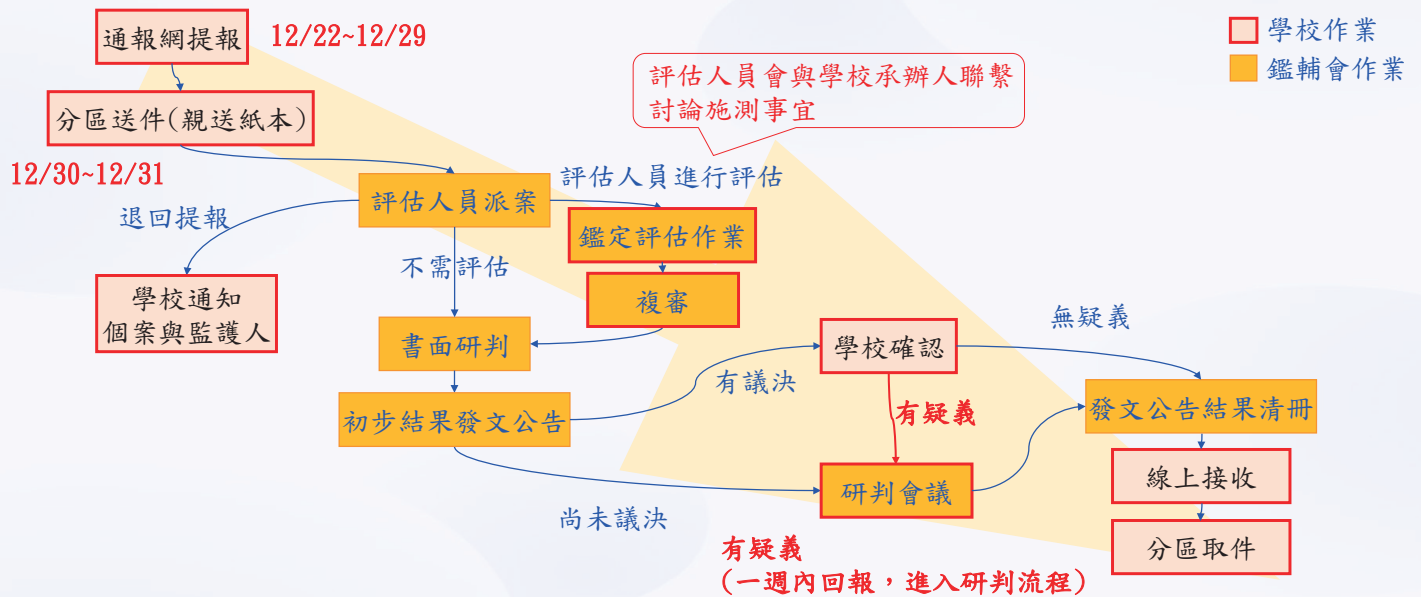 通報網提報
12/22~12/29
學校作業
鑑輔會作業
評估人員會與學校承辦人聯繫
討論施測事宜
分區送件(親送紙本)
12/30~12/31
評估人員進行評估
評估人員派案
退回提報
鑑定評估作業
不需評估
學校通知
個案與監護人
複審
書面研判
學校確認
無疑義
有議決
初步結果發文公告
有疑義
發文公告結果清冊
線上接收
研判會議
尚未議決
分區取件
有疑義
(一週內回報，進入研判流程)